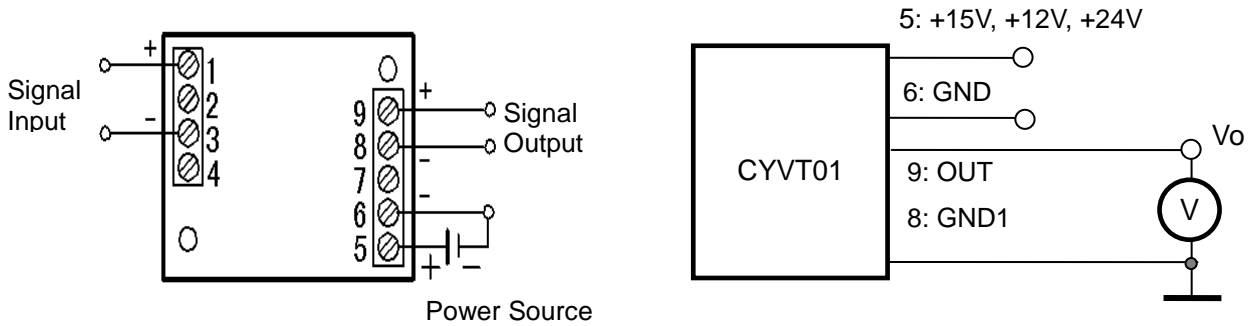 +
Signal
Input
-
1
2
3
4
9
8
7
6
5
+
-
-
+
-
Signal
Output
Power Source
CYVT01
5: +15V, +12V, +24V
6: GND
9: OUT
8: GND1
Vo
V